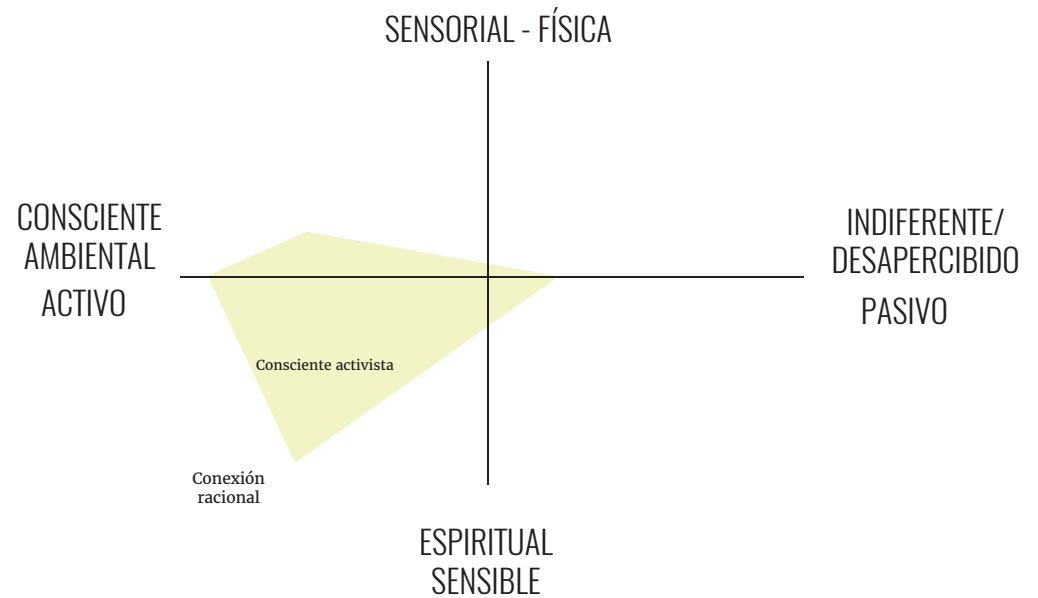 SENSORIAL - FÍSICA
CONSCIENTE
AMBIENTAL
ACTIVO
INDIFERENTE/
DESAPERCIBIDO
PASIVO
Consciente activista
Conexión
racional
ESPIRITUAL
SENSIBLE